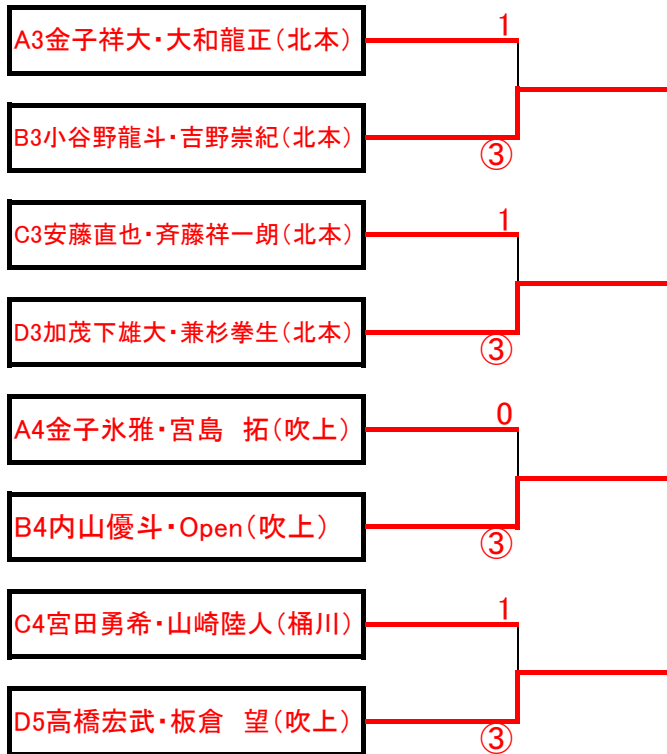 A3金子祥大・大和龍正(北本)
1
B3小谷野龍斗・吉野崇紀(北本)
③
C3安藤直也・斉藤祥一朗(北本)
1
D3加茂下雄大・兼杉拳生(北本)
③
A4金子氷雅・宮島　拓(吹上)
0
B4内山優斗・Open(吹上)
③
C4宮田勇希・山崎陸人(桶川)
1
D5高橋宏武・板倉　望(吹上)
③